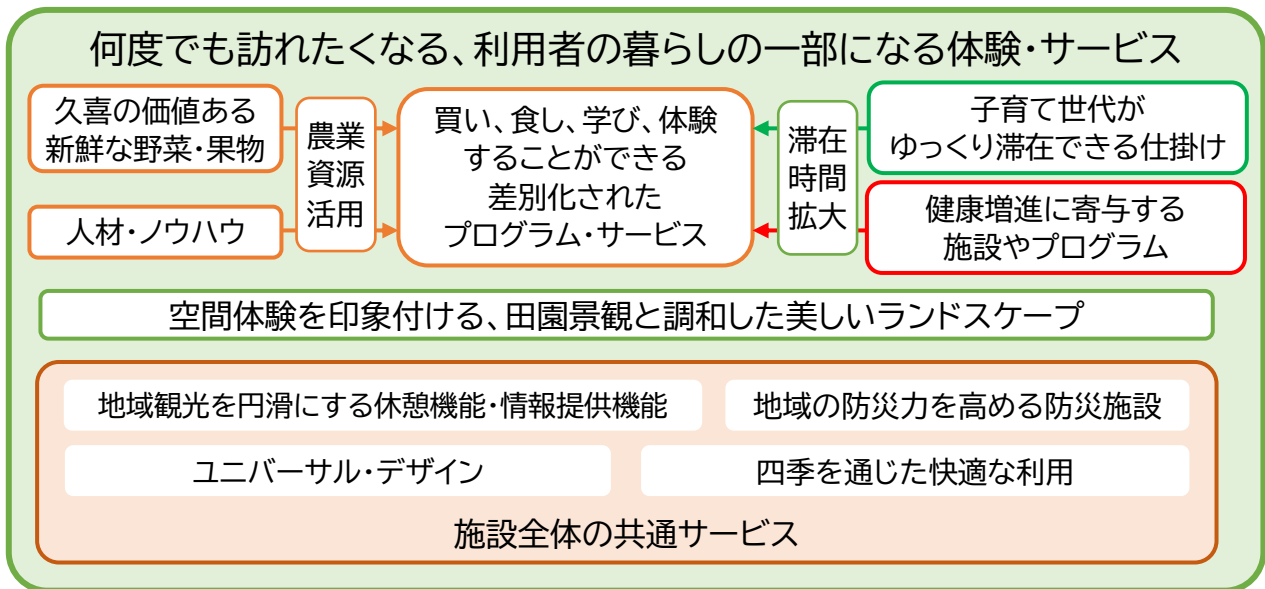 何度でも訪れたくなる、利用者の暮らしの一部になる体験・サービス
久喜の価値ある
新鮮な野菜・果物
人材・ノウハウ
農業
資源
活用
買い、食し、学び、体験
することができる
差別化された
プログラム・サービス
滞在
時間
拡大
子育て世代が
ゆっくり滞在できる仕掛け
健康増進に寄与する
施設やプログラム
空間体験を印象付ける、田園景観と調和した美しいランドスケープ
地域観光を円滑にする休憩機能・情報提供機能
地域の防災力を高める防災施設
ユニバーサル・デザイン
四季を通じた快適な利用
施設全体の共通サービス